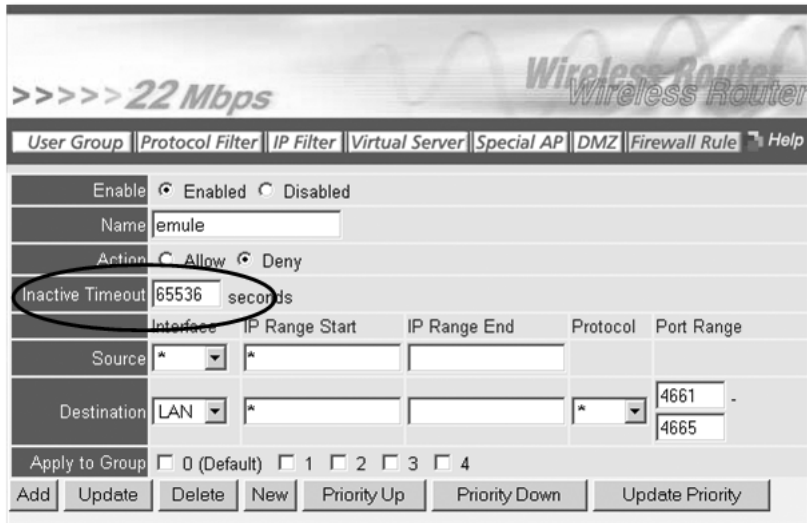 Wireless Router
Wireless Router
>>>>> 22 Mbps
User Group Protocol Filter IP Filter Virtual Server Special AP DMZ Firewall Rule Help
Enable Enabled Disabled
Name emule
Action Allow Deny
Inactive Timeout 65536 seconds
Interface IP Range Start IP Range End Protocol Port Range
Source * *
Destination LAN * * 4661 -
4665
Apply to Group 0 (Default) 1 2 3 4
Add Update Delete New Priority Up Priority Down Update Priority